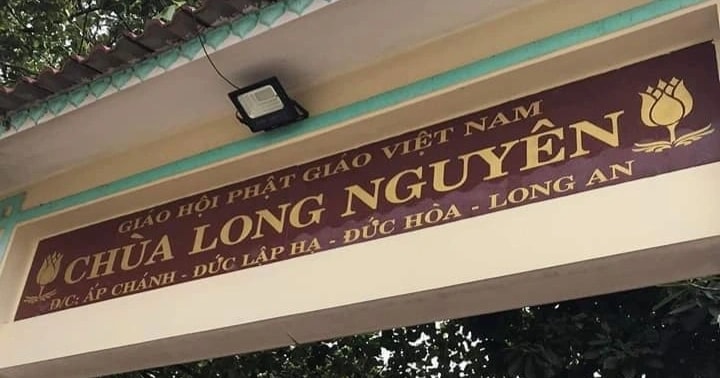 GIÁO HỘI PHẬT GIÁO VIỆT NAM
CHÙA LONG NGUYÊN
Đ/C: ẤP CHÁNH - ĐỨC LẬP HẠ - ĐỨC HÒA - LONG AN